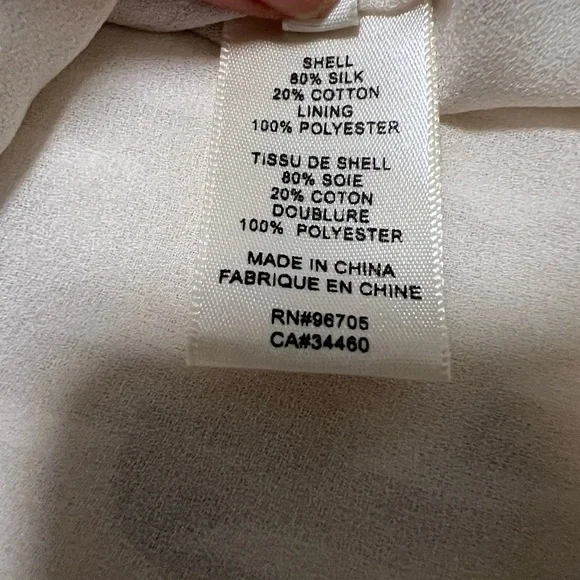 SHELL
80% SILK
20% COTTON
LINING
100% POLYESTER
TISSU DE SHELL
80% SOIE
20% COTON
DOUBLURE
100% POLYESTER
MADE IN CHINA
FABRIQUE EN CHINE
RN#96705
CA#34460